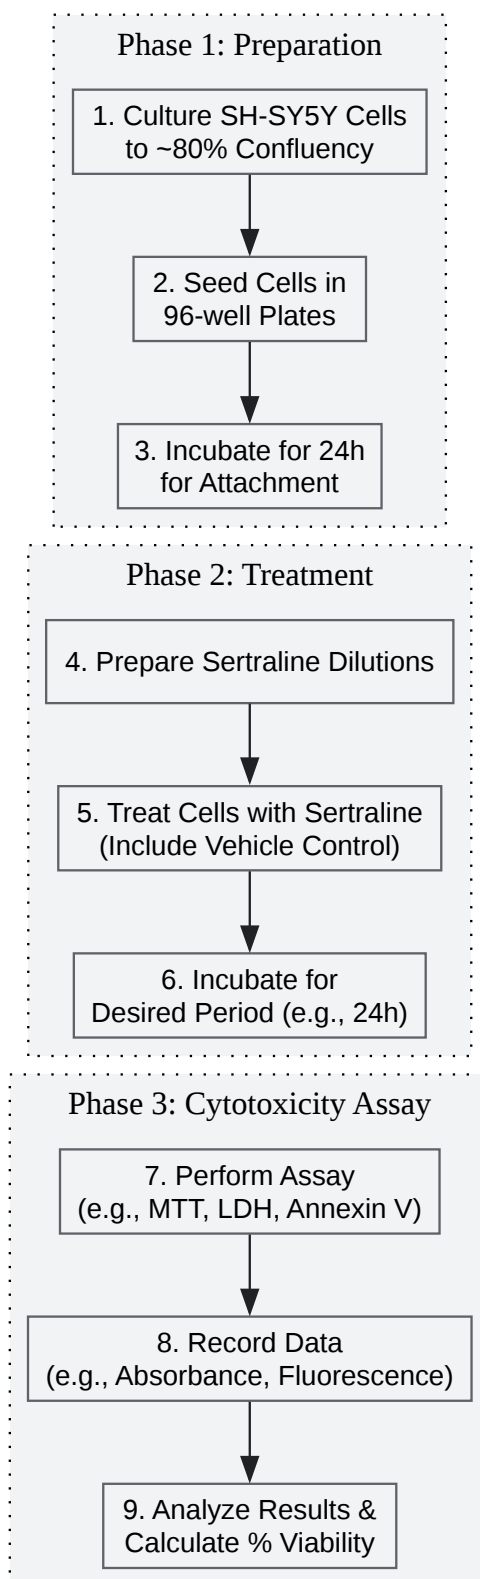 Phase 1: Preparation
1. Culture SH-SY5Y Cells
to ~80% Confluency
2. Seed Cells in
96-well Plates
3. Incubate for 24h
for Attachment
Phase 2: Treatment
4. Prepare Sertraline Dilutions
5. Treat Cells with Sertraline
(Include Vehicle Control)
6. Incubate for
Desired Period (e.g., 24h)
Phase 3: Cytotoxicity Assay
7. Perform Assay
(e.g., MTT, LDH, Annexin V)
8. Record Data
(e.g., Absorbance, Fluorescence)
9. Analyze Results &
Calculate % Viability